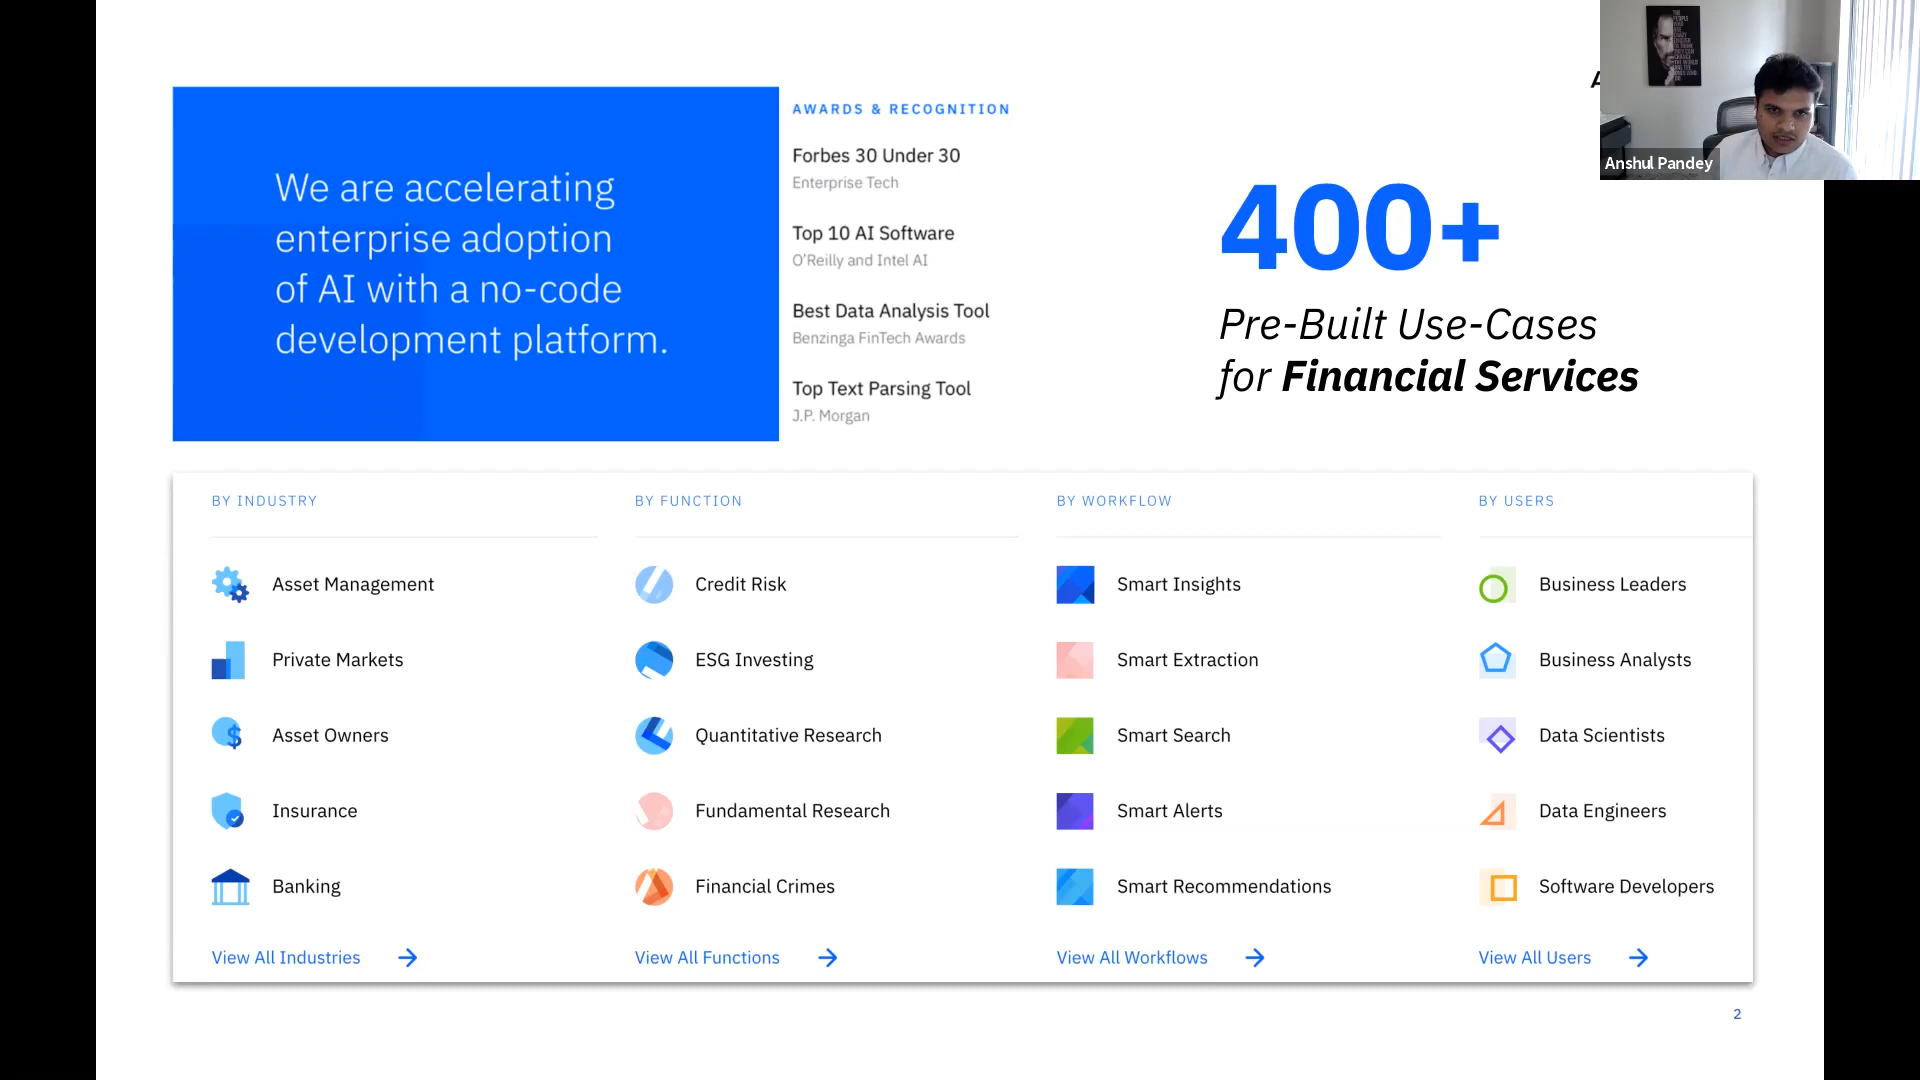 We are accelerating
enterprise adoption
of AI with a no-code
development platform.
AWARDS & RECOGNITION
Forbes 30 Under 30
Enterprise Tech
Top 10 AI Software
O’Reilly and Intel AI
Best Data Analysis Tool
Benzinga FinTech Awards
Top Text Parsing Tool
J.P. Morgan
400+
Pre-Built Use-Cases
for Financial Services
Anshul Pandey
BY INDUSTRY
Asset Management
Private Markets
Asset Owners
Insurance
Banking
View All Industries
BY FUNCTION
Credit Risk
ESG Investing
Quantitative Research
Fundamental Research
Financial Crimes
View All Functions
BY WORKFLOW
Smart Insights
Smart Extraction
Smart Search
Smart Alerts
Smart Recommendations
View All Workflows
BY USERS
Business Leaders
Business Analysts
Data Scientists
Data Engineers
Software Developers
View All Users
2